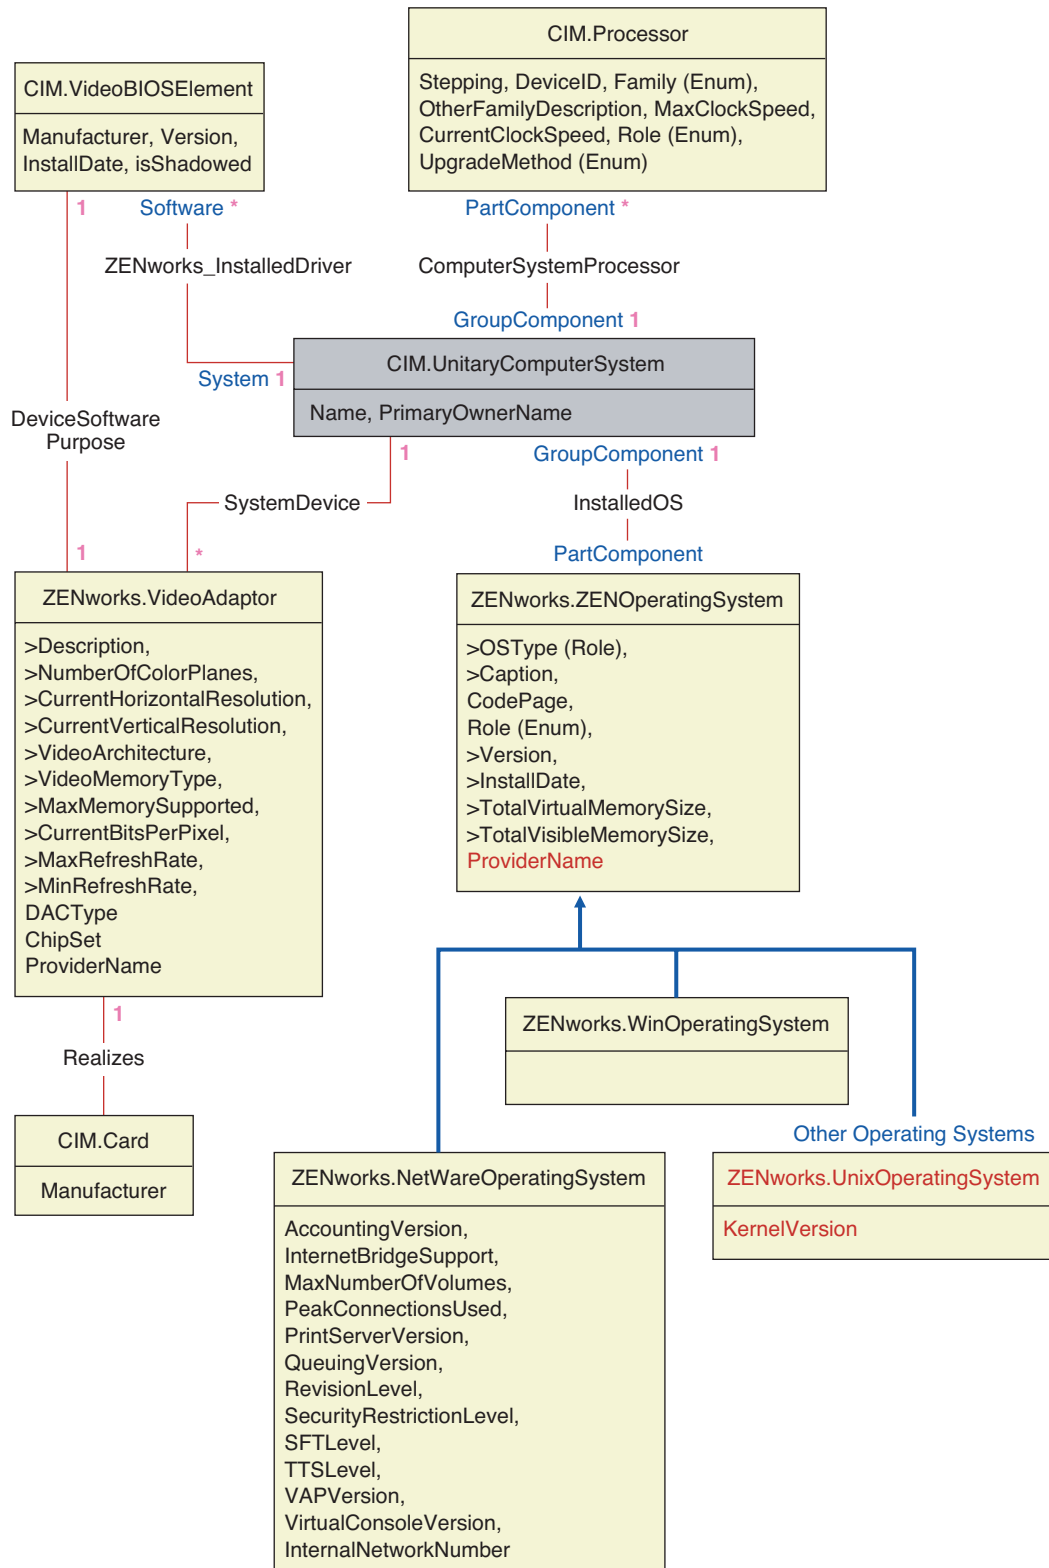 CIM.Processor
Stepping, DeviceID, Family (Enum),
OtherFamilyDescription, MaxClockSpeed,
CurrentClockSpeed, Role (Enum),
UpgradeMethod (Enum)
CIM.VideoBIOSElement
Manufacturer, Version,
InstallDate, isShadowed
1
Software *
PartComponent *
ZENworks_InstalledDriver
ComputerSystemProcessor
GroupComponent 1
System 1
CIM.UnitaryComputerSystem
Name, PrimaryOwnerName
DeviceSoftware
Purpose
1
GroupComponent 1
SystemDevice
InstalledOS
1
*
PartComponent
ZENworks.VideoAdaptor
>Description,
>NumberOfColorPlanes,
>CurrentHorizontalResolution,
>CurrentVerticalResolution,
>VideoArchitecture,
>VideoMemoryType,
>MaxMemorySupported,
>CurrentBitsPerPixel,
>MaxRefreshRate,
>MinRefreshRate,
DACType
ChipSet
ProviderName
ZENworks.ZENOperatingSystem
>OSType (Role),
>Caption,
CodePage,
Role (Enum),
>Version,
>InstallDate,
>TotalVirtualMemorySize,
>TotalVisibleMemorySize,
ProviderName
1
Realizes
CIM.Card
Manufacturer
ZENworks.WinOperatingSystem
Other Operating Systems
ZENworks.NetWareOperatingSystem
AccountingVersion,
InternetBridgeSupport,
MaxNumberOfVolumes,
PeakConnectionsUsed,
PrintServerVersion,
QueuingVersion,
RevisionLevel,
SecurityRestrictionLevel,
SFTLevel,
TTSLevel,
VAPVersion,
VirtualConsoleVersion,
InternalNetworkNumber
ZENworks.UnixOperatingSystem
KernelVersion